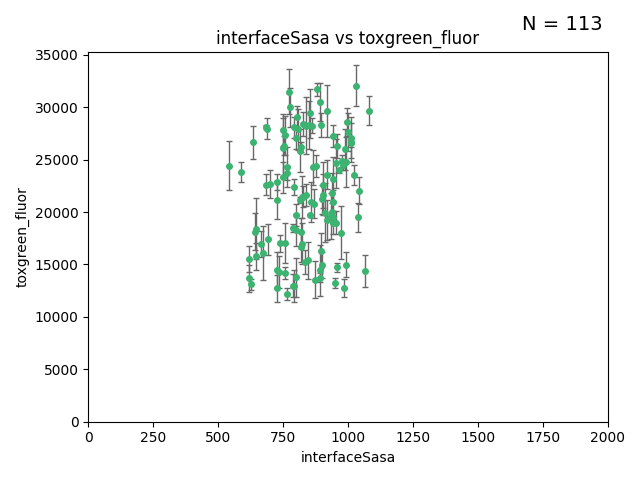 N = 113
interfaceSasa vs toxgreen_fluor
35000
30000
25000
20000
15000
10000
5000
0
toxgreen_fluor
0 250 500 750 1000 1250 1500 1750 2000
interfaceSasa